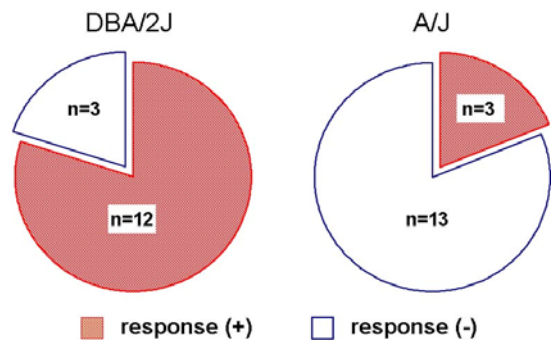 DBA/2J
A/J
n=3
n=3
n=12
n=13
response (+)
response (-)